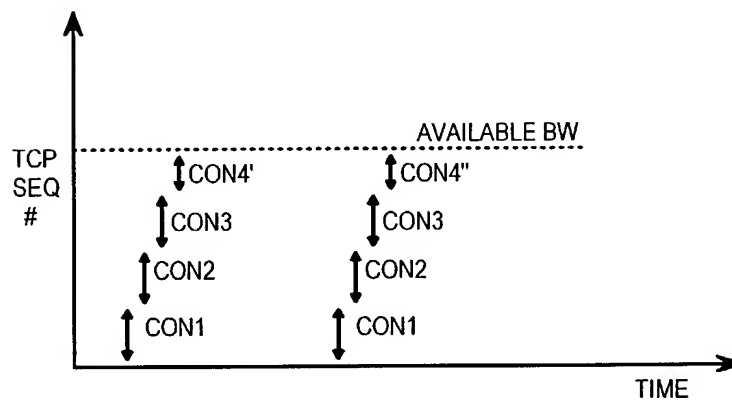 AVAILABLE BW
TCP
SEQ
#
CON4' CON4"
CON3 CON3
CON2 CON2
CON1 CON1
TIME